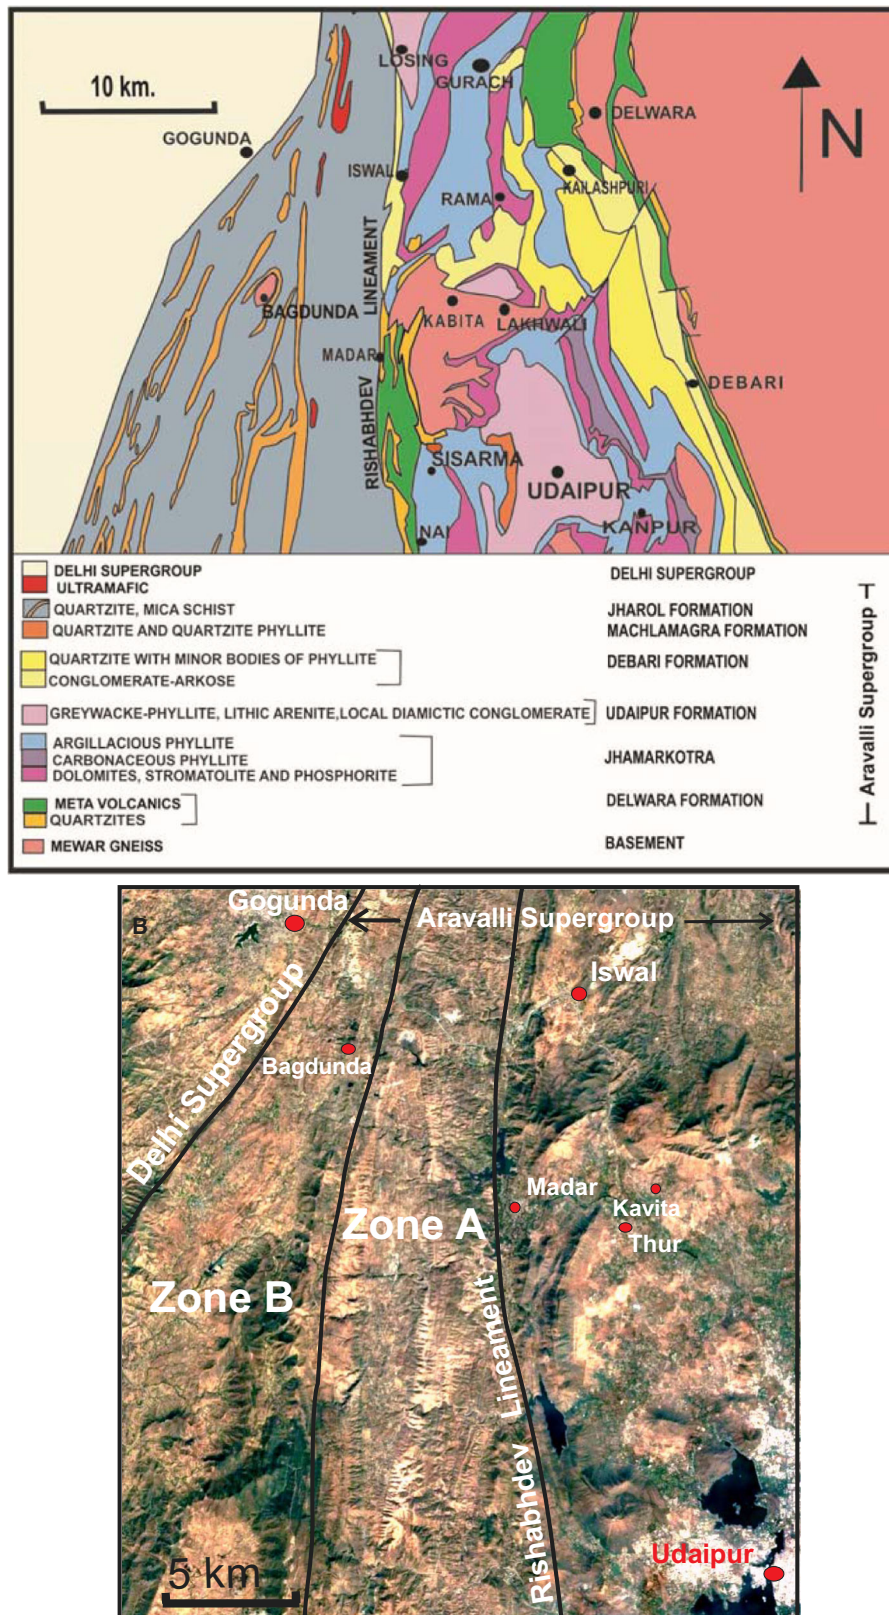 LOSING
GURACH
10 km.
DELWARA
GOGUNDA
N
ISWAL
KAILASHPURI
RAMA
LINEAMENT
BAGDUNDA
KABITA
LAKHWALI
MADAR
DEBARI
RISHABHDEV
SISARMA
UDAIPUR
KANPUR
NAI
DELHI SUPERGROUP DELHI SUPERGROUP
ULTRAMAFIC
QUARTZITE, MICA SCHIST JHAROL FORMATION
QUARTZITE AND QUARTZITE PHYLLITE MACHLAMAGRA FORMATION
QUARTZITE WITH MINOR BODIES OF PHYLLITE DEBARI FORMATION
CONGLOMERATE-ARKOSE
GREYWACKE-PHYLLITE, LITHIC ARENITE,LOCAL DIAMICTIC CONGLOMERATE UDAIPUR FORMATION
ARGILLACIOUS PHYLLITE
CARBONACEOUS PHYLLITE JHAMARKOTRA
DOLOMITES, STROMATOLITE AND PHOSPHORITE
META VOLCANICS DELWARA FORMATION
QUARTZITES
MEWAR GNEISS BASEMENT
Aravalli Supergroup
B
Gogunda
Aravalli Supergroup
Iswal
Delhi Supergroup
Bagdunda
Madar
Kavita
Zone A
Thur
Zone B
Rishabhdev Lineament
Udaipur
5 km